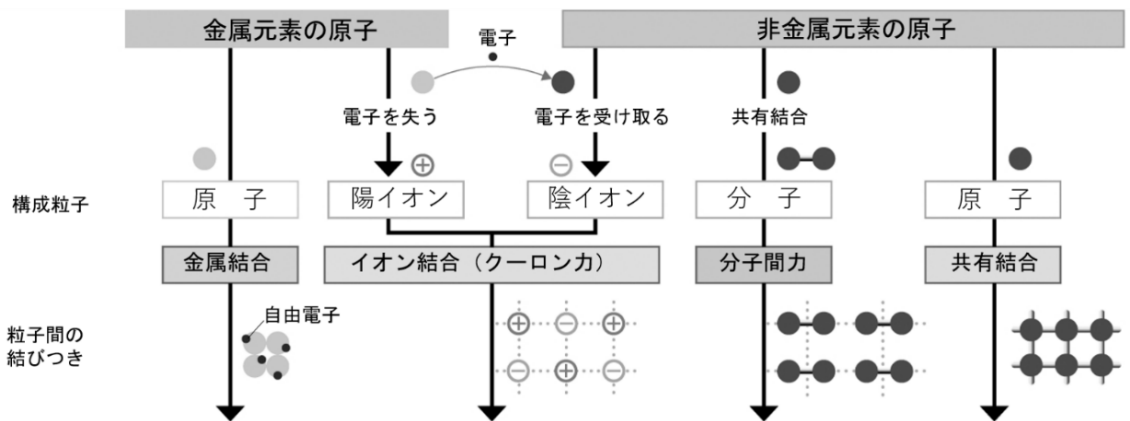 金属元素の原子
電子
非金属元素の原子
電子を失う
電子を受け取る
共有結合
構成粒子
原 子
陽イオン
陰イオン
分 子
原 子
金属結合
イオン結合（クーロン力）
分子間力
共有結合
粒子間の
結びつき
自由電子
+
−
+
−
+
−
+
−